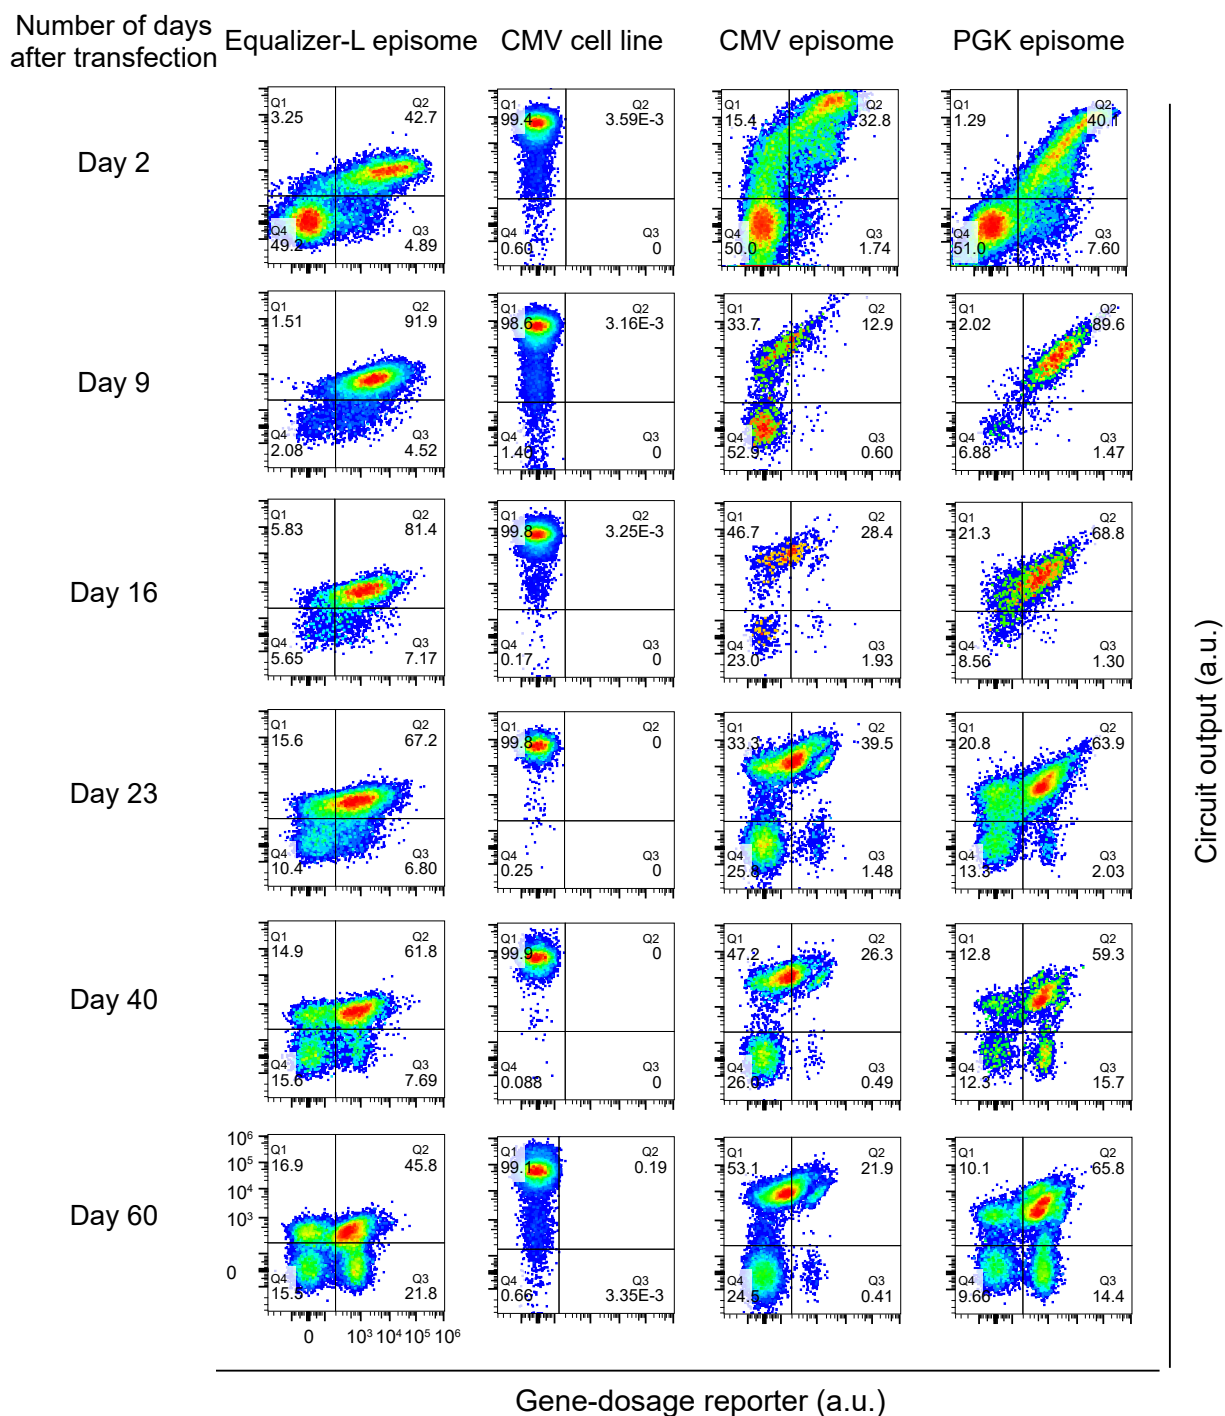 Number of days
after transfection
Equalizer-L episome
CMV cell line
CMV episome
PGK episome
Day 2
Q1
3.25
Q2
42.7
Q4
49.2
Q3
4.89
Q1
99.4
Q2
3.59E-3
Q4
0.60
Q3
0
Q1
15.4
Q2
32.8
Q4
50.0
Q3
1.74
Q1
1.29
Q2
40.1
Q4
51.0
Q3
7.60
Day 9
Q1
1.51
Q2
91.9
Q4
2.08
Q3
4.52
Q1
98.6
Q2
3.16E-3
Q4
1.40
Q3
0
Q1
33.7
Q2
12.9
Q4
52.9
Q3
0.60
Q1
2.02
Q2
89.6
Q4
6.88
Q3
1.47
Day 16
Q1
5.83
Q2
81.4
Q4
5.65
Q3
7.17
Q1
99.8
Q2
3.25E-3
Q4
0.17
Q3
0
Q1
46.7
Q2
28.4
Q4
23.0
Q3
1.93
Q1
21.3
Q2
68.8
Q4
8.56
Q3
1.30
Day 23
Q1
15.6
Q2
67.2
Q4
10.4
Q3
6.80
Q1
99.8
Q2
0
Q4
0.25
Q3
0
Q1
33.3
Q2
39.5
Q4
Q3
1.48
Q1
20.8
Q2
63.9
Q4
13.3
Q3
2.03
Day 40
Q1
14.9
Q2
61.8
Q4
15.6
Q3
7.69
Q1
99.9
Q2
0
Q4
0.088
Q3
0
Q1
47.2
Q2
26.3
Q4
26.0
Q3
0.49
Q1
12.8
Q2
59.3
Q4
12.3
Q3
15.7
Day 60
10⁶
10⁵
10⁴
10³
0
Q1
16.9
Q2
45.8
Q4
15.5
Q3
21.8
0
10³ 10⁴ 10⁵ 10⁶
Q1
99.1
Q2
0.19
Q4
0.66
Q3
3.35E-3
Q1
53.1
Q2
21.9
Q4
24.5
Q3
0.41
Q1
10.1
Q2
65.8
Q4
9.66
Q3
14.4
Circuit output (a.u.)
Gene-dosage reporter (a.u.)